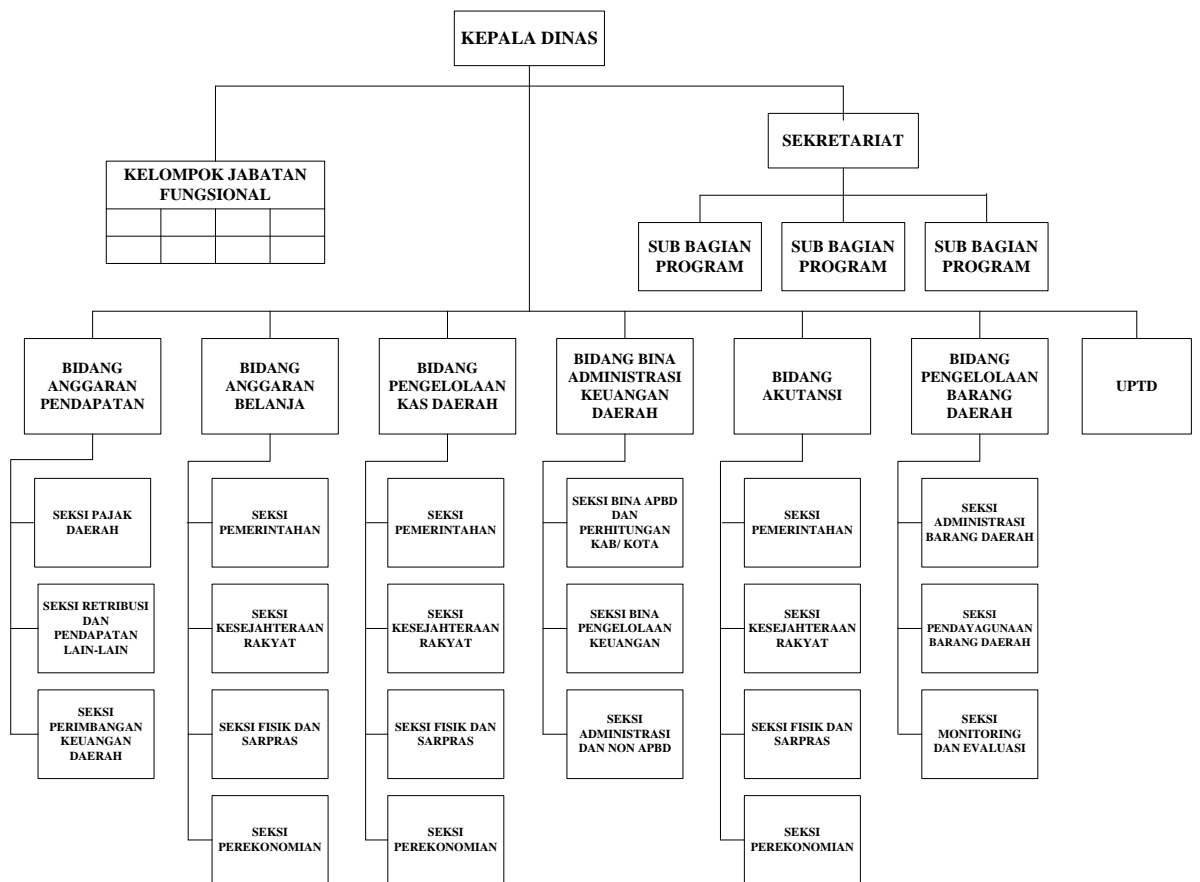 KEPALA DINAS
SEKRETARIAT
KELOMPOK JABATAN
FUNGSIONAL
SUB BAGIAN
PROGRAM
SUB BAGIAN
PROGRAM
SUB BAGIAN
PROGRAM
BIDANG
ANGGARAN
PENDAPATAN
BIDANG
ANGGARAN
BELANJA
BIDANG
PENGELOLAAN
KAS DAERAH
BIDANG BINA
ADMINISTRASI
KEUANGAN
DAERAH
BIDANG
AKUTANSI
BIDANG
PENGELOLAAN
BARANG
DAERAH
UPTD
SEKSI PAJAK
DAERAH
SEKSI
PEMERINTAHAN
SEKSI
PEMERINTAHAN
SEKSI BINA APBD
DAN
PERHITUNGAN
KAB/ KOTA
SEKSI
PEMERINTAHAN
SEKSI
ADMINISTRASI
BARANG DAERAH
SEKSI RETRIBUSI
DAN
PENDAPATAN
LAIN-LAIN
SEKSI
KESEJAHTERAAN
RAKYAT
SEKSI
KESEJAHTERAAN
RAKYAT
SEKSI BINA
PENGELOLAAN
KEUANGAN
SEKSI
KESEJAHTERAAN
RAKYAT
SEKSI
PENDAYAGUNAAN
BARANG DAERAH
SEKSI
PERIMBANGAN
KEUANGAN
DAERAH
SEKSI FISIK DAN
SARPRAS
SEKSI FISIK DAN
SARPRAS
SEKSI
ADMINISTRASI
DAN NON APBD
SEKSI FISIK DAN
SARPRAS
SEKSI
MONITORING
DAN EVALUASI
SEKSI
PEREKONOMIAN
SEKSI
PEREKONOMIAN
SEKSI
PEREKONOMIAN